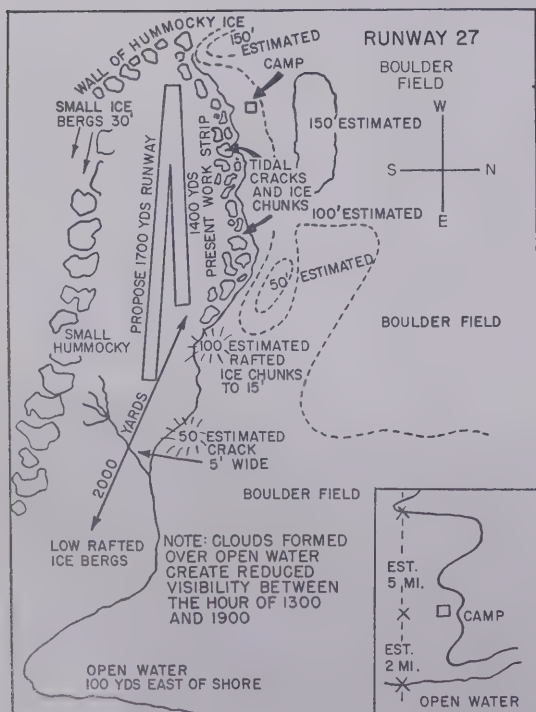 RUNWAY 27
WALL OF HUMMOCKY ICE
150'
ESTIMATED
CAMP
BOULDER
FIELD
SMALL ICE
BERGS 30'
150' ESTIMATED
W
S
N
E
PROPOSE 1700 YDS RUNWAY
1400 YDS
PRESENT WORK STRIP
TIDAL
CRACKS
AND ICE
CHUNKS
100' ESTIMATED
50' ESTIMATED
BOULDER FIELD
SMALL
HUMMOCKY
100' ESTIMATED
RAFTED
ICE CHUNKS
TO 15'
2000 YARDS
50' ESTIMATED
CRACK
5' WIDE
BOULDER FIELD
LOW RAFTED
ICE BERGS
NOTE: CLOUDS FORMED
OVER OPEN WATER
CREATE REDUCED
VISIBILITY BETWEEN
THE HOUR OF 1300
AND 1900
OPEN WATER
100 YDS EAST OF SHORE
EST.
5 MI.
CAMP
EST.
2 MI.
OPEN WATER